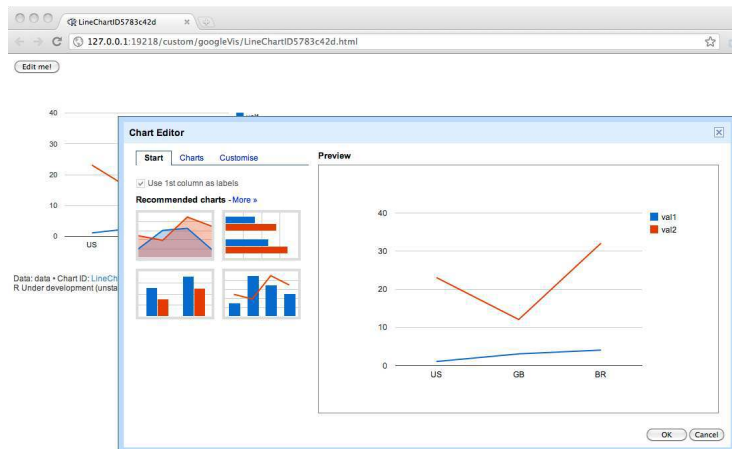 LineChartID5783c42d
127.0.0.1:19218/custom/googleVis/LineChartID5783c42d.html
Edit me!
40
30
20
10
0
US
Data: data • Chart ID: LineCh
R Under development (unsta
Chart Editor
Start Charts Customise
Use 1st column as labels
Recommended charts - More »
Preview
40
30
20
10
0
US GB BR
val1
val2
OK Cancel